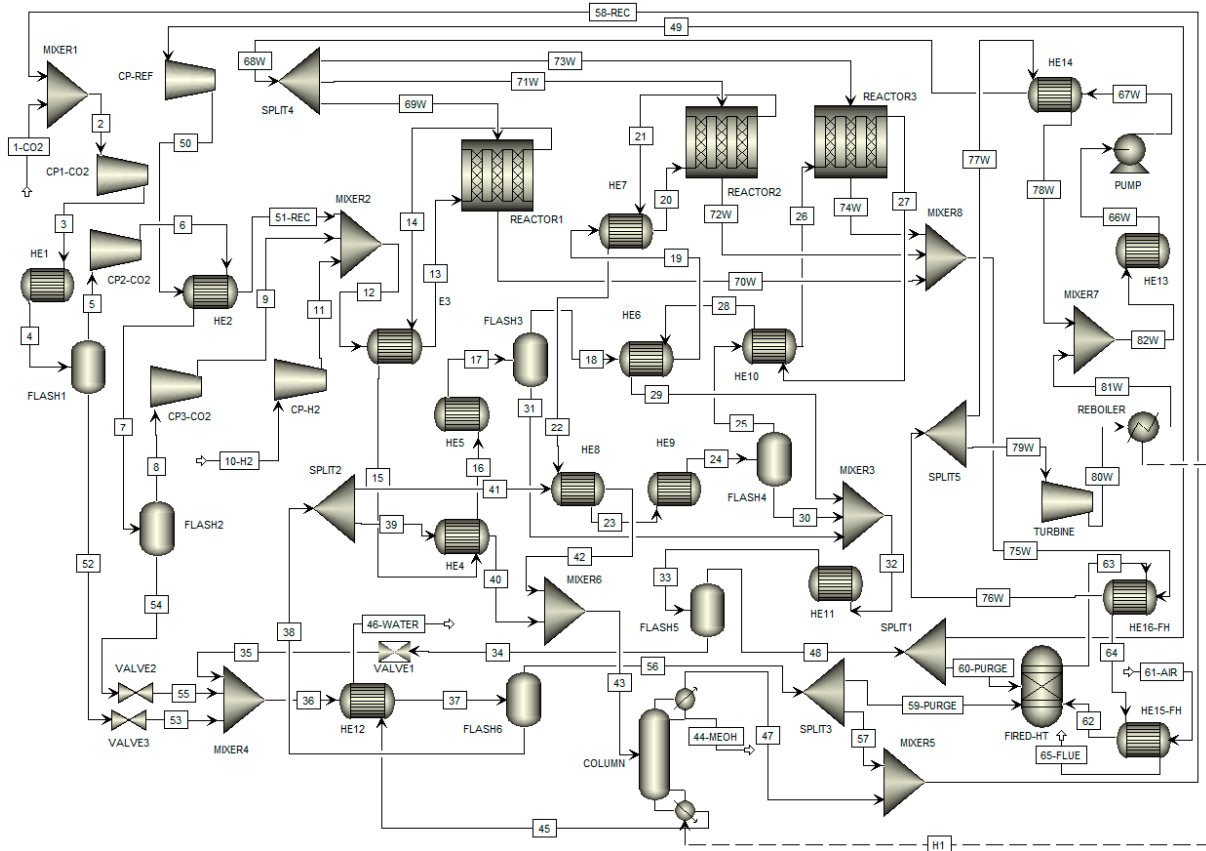 58-REC
49
MIXER1
CP-REF
68W
73W
HE14
71W
SPLIT4
67W
69W
REACTOR3
2
REACTOR2
1-CO2
50
21
77W
CP1-CO2
PUMP
78W
MIXER2
HE7
20
14
26
27
3
51-REC
REACTOR1
72W
74W
MIXER8
66W
6
HE1
CP2-CO2
13
19
9
12
70W
HE13
5
11
E3
MIXER7
HE2
FLASH3
HE6
28
4
82W
17
18
HE10
FLASH1
CP3-CO2
CP-H2
29
81W
31
REBOILER
HE5
7
22
25
HE9
10-H2
HE8
24
79W
8
SPLIT2
16
MIXER3
SPLIT5
15
41
FLASH4
80W
30
39
23
TURBINE
FLASH2
HE4
75W
42
32
52
40
63
33
54
MIXER6
HE11
76W
38
46-WATER
FLASH5
SPLIT1
HE16-FH
35
VALVE1
34
48
64
VALVE2
56
60-PURGE
61-AIR
55
36
37
43
59-PURGE
53
HE15-FH
VALVE3
62
HE12
FLASH6
SPLIT3
FIRED-HT
MIXER4
44-MEOH
47
57
65-FLUE
MIXER5
COLUMN
45
H1